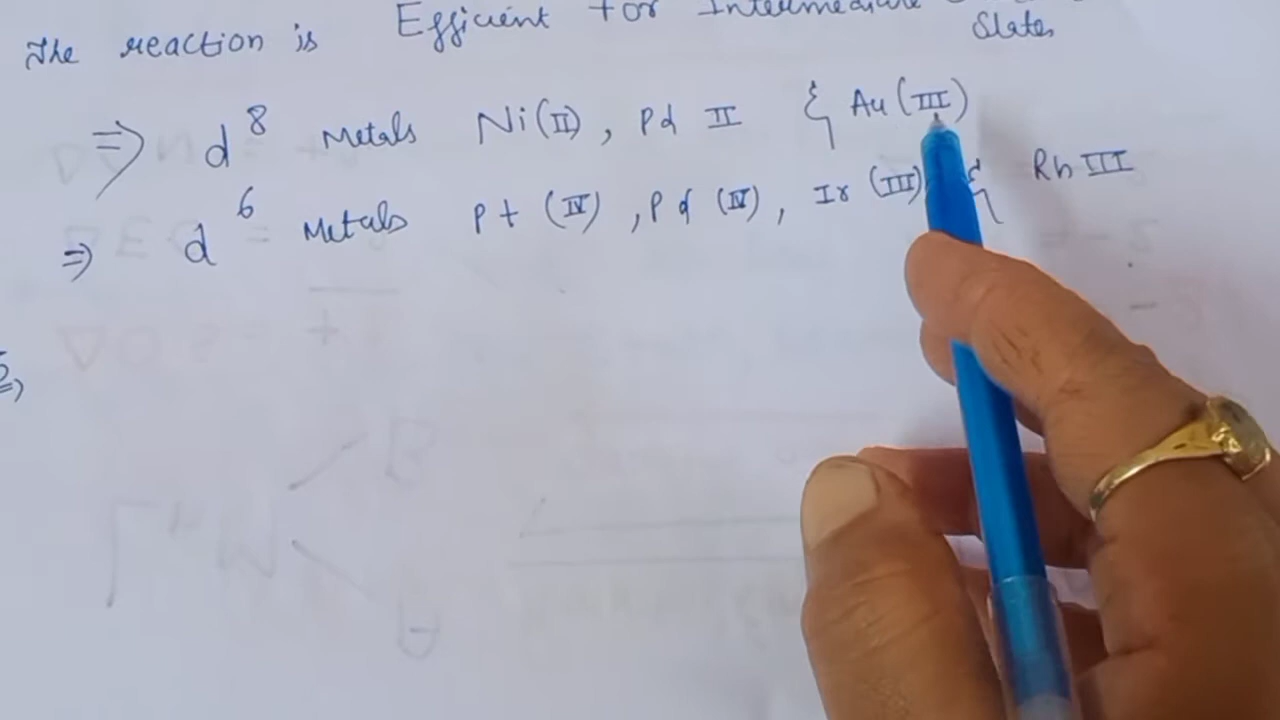 The reaction is Efficient for Intermediate
States
⇒ d⁸ Metals Ni(II), Pd II & Au(III)
⇒ d⁶ Metals Pt (IV), Pd (IV), Ir (III) & Rh III